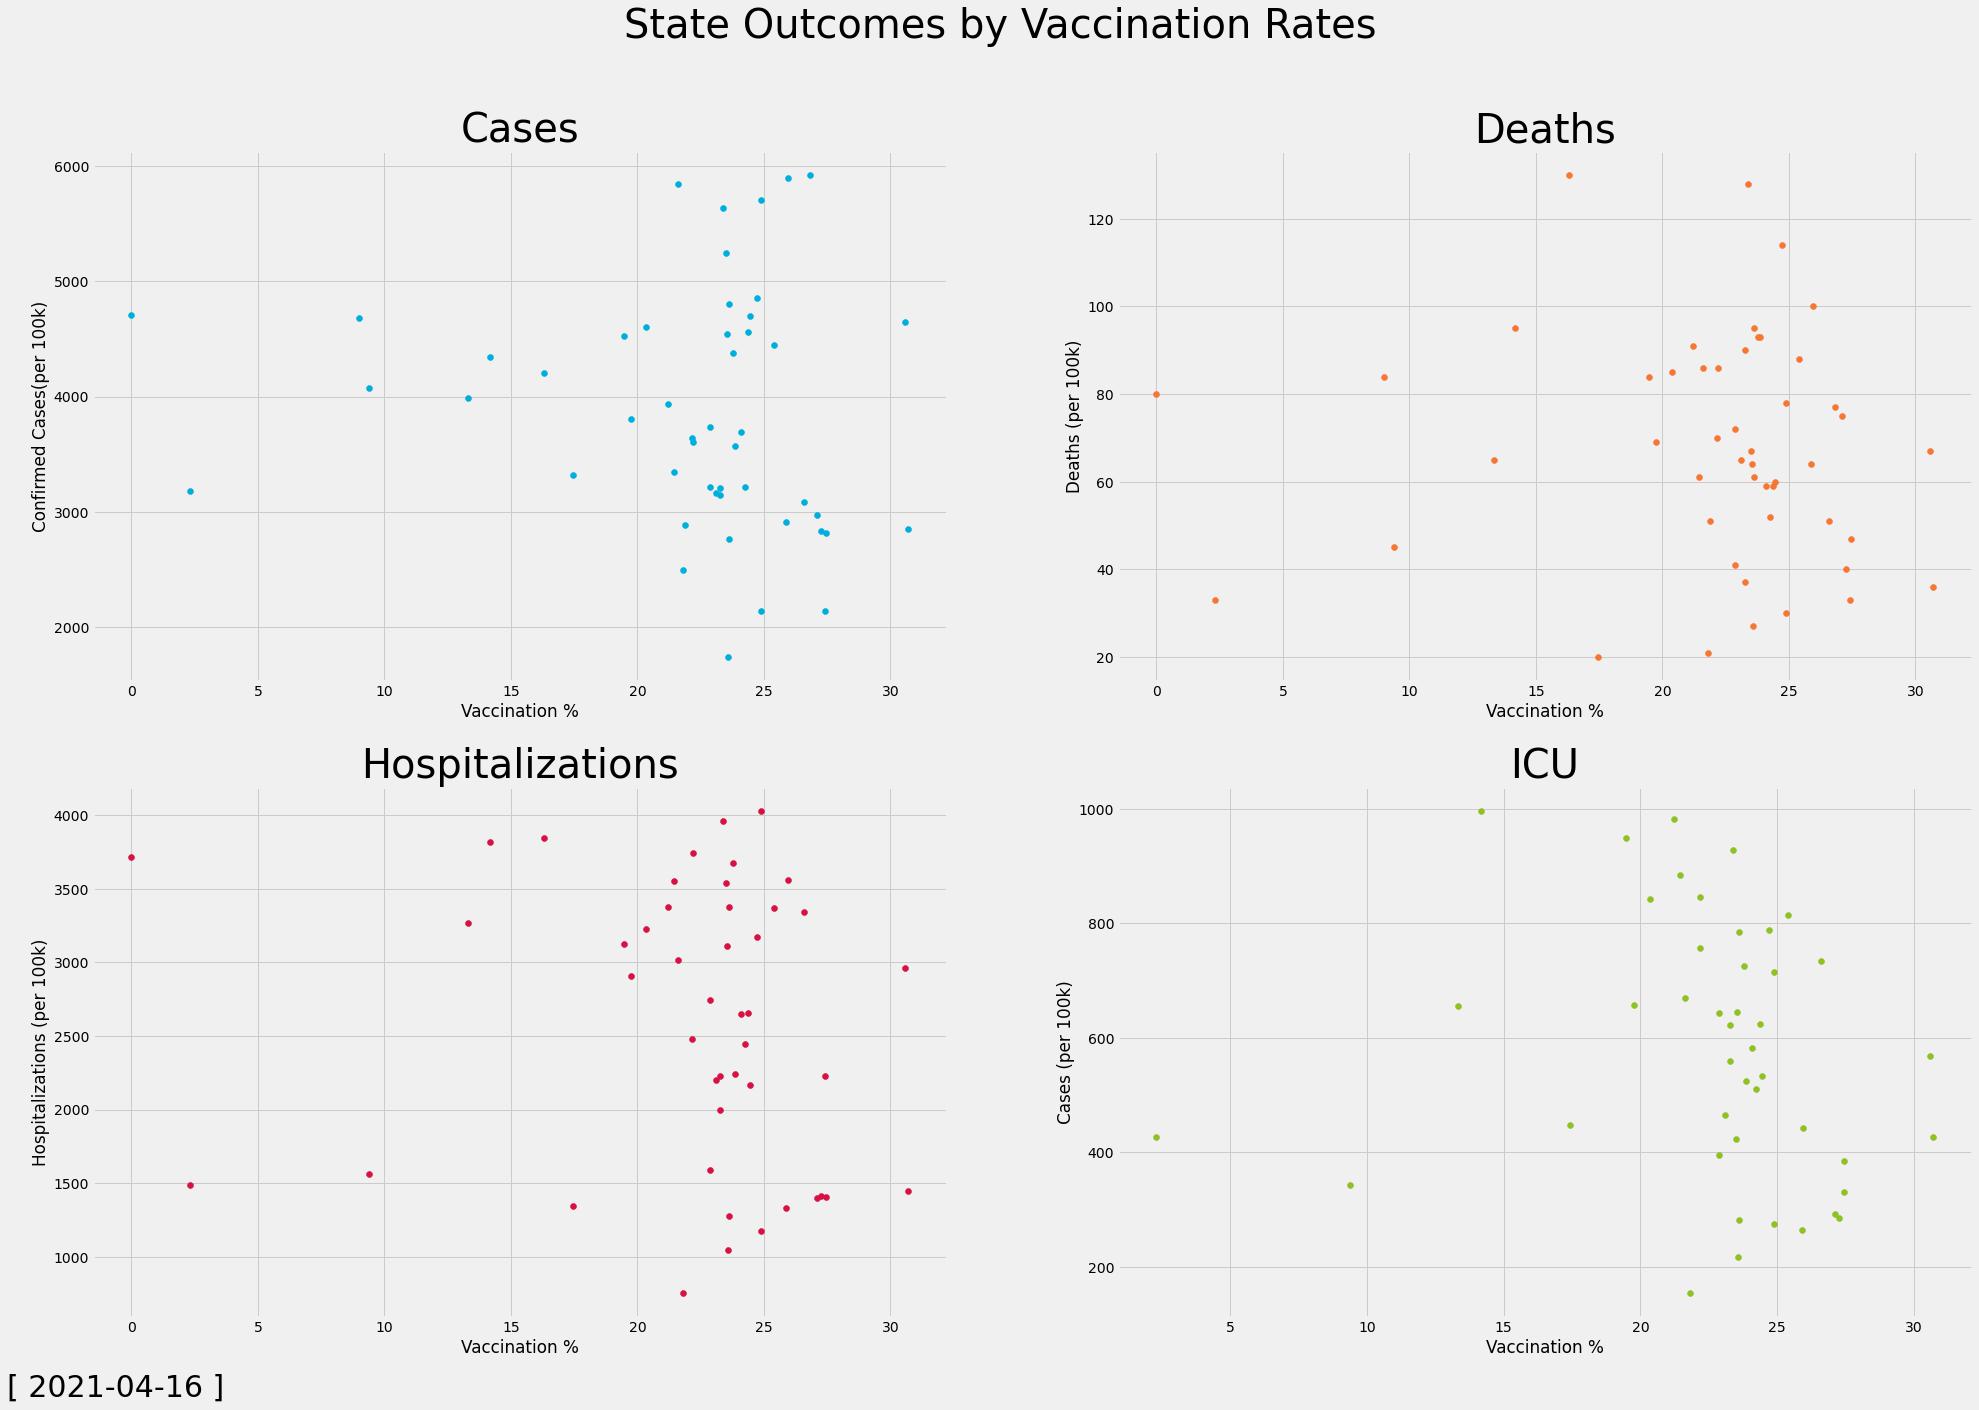 State Outcomes by Vaccination Rates
Cases
6000
5000
4000
3000
2000
Confirmed Cases(per 100k)
0 5 10 15 20 25 30
Vaccination %
Deaths
120
100
80
60
40
20
Deaths (per 100k)
0 5 10 15 20 25 30
Vaccination %
Hospitalizations
4000
3500
3000
2500
2000
1500
1000
Hospitalizations (per 100k)
0 5 10 15 20 25 30
Vaccination %
ICU
1000
800
600
400
200
Cases (per 100k)
5 10 15 20 25 30
Vaccination %
[ 2021-04-16 ]